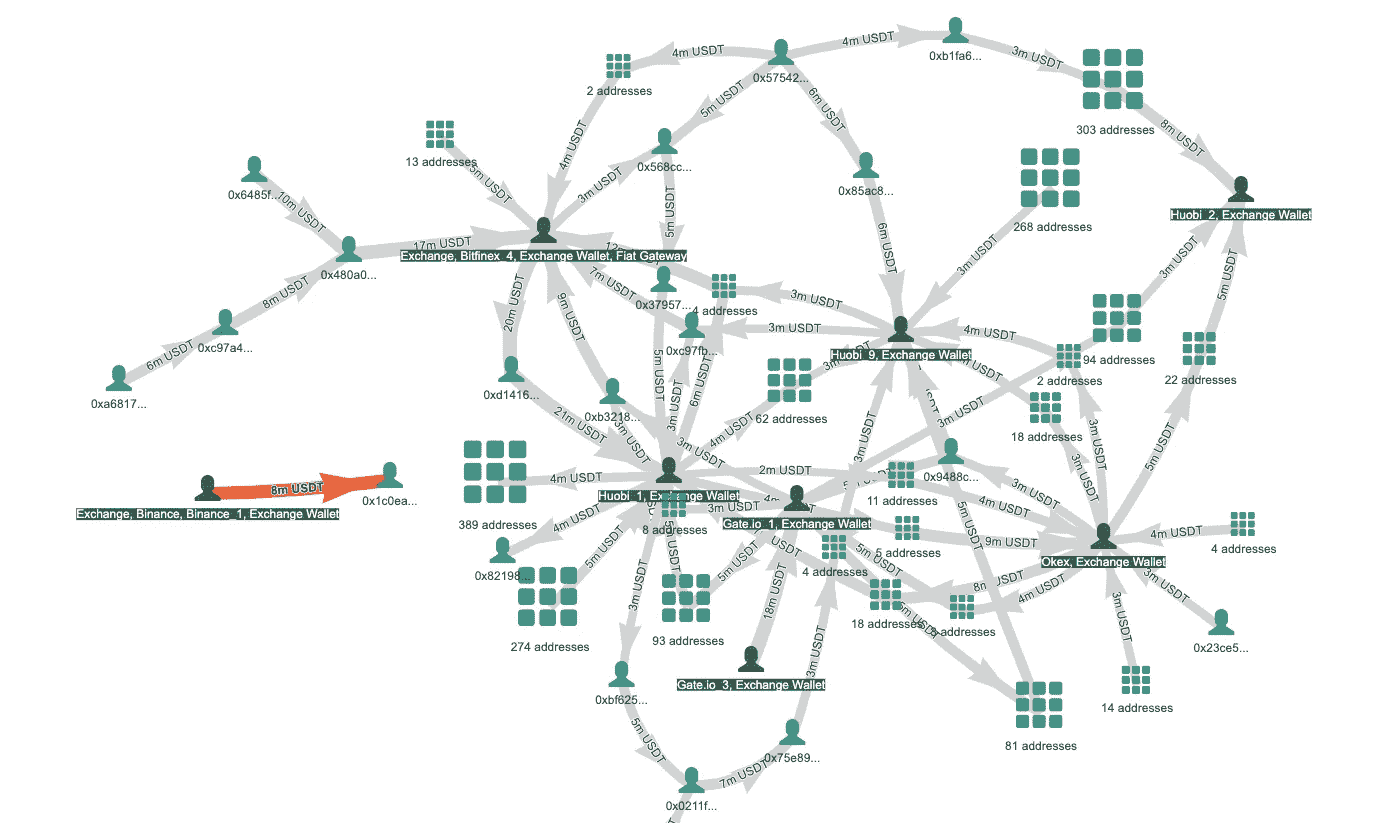 4m USDT
4m USDT
0xb1fa6...
3m USDT
0x57542...
2 addresses
5m USDT
6m USDT
303 addresses
8m USDT
13 addresses
5m USDT
4m USDT
0x568cc...
3m USDT
0x85ac8...
0x6485f...
10m USDT
5m USDT
268 addresses
Huobi_2, Exchange Wallet
17m USDT
Exchange, Bitfinex_4, Exchange Wallet, Fiat Gateway
6m USDT
3m USDT
3m USDT
5m USDT
0x480a0...
8m USDT
7m USDT
0x37957...
4 addresses
3m USDT
20m USDT
9m USDT
0xc97a4...
0xc97fb...
3m USDT
Huobi_9, Exchange Wallet
4m USDT
94 addresses
6m USDT
5m USDT
2 addresses
22 addresses
0xa6817...
0xd1416...
0xb3218...
6m USDT
3m USDT
62 addresses
3m USDT
18 addresses
21m USDT
3m USDT
4m USDT
3m USDT
3m USDT
3m USDT
5m USDT
8m USDT
0x1c0ea...
Exchange, Binance, Binance_1, Exchange Wallet
4m USDT
389 addresses
3m USDT
2m USDT
Huobi_1, Exchange Wallet
8 addresses
3m USDT
Gate.io_1, Exchange Wallet
11 addresses
0x9488c...
3m USDT
4m USDT
4m USDT
0x82198...
5m USDT
274 addresses
5m USDT
93 addresses
4 addresses
5 addresses
5m USDT
9m USDT
Okex, Exchange Wallet
4m USDT
4 addresses
3m USDT
18m USDT
18 addresses
4m USDT
5m USDT
3m USDT
0x23ce5...
Gate.io_3, Exchange Wallet
3m USDT
14 addresses
0xbf625...
5m USDT
81 addresses
0x75e89...
7m USDT
0x0211f...